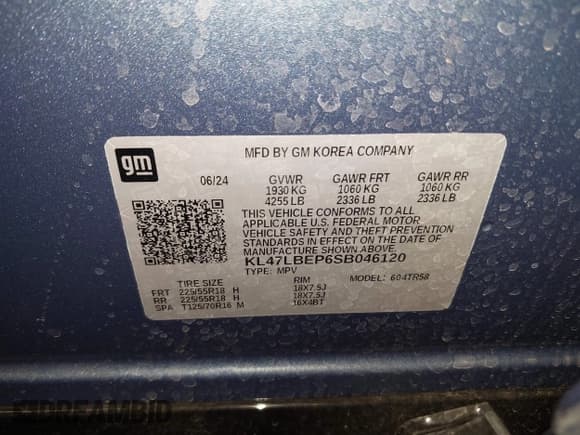 gm
MFD BY GM KOREA COMPANY
06/24 GVWR GAWR FRT GAWR RR
1930 KG 1060 KG 1060 KG
4255 LB 2336 LB 2336 LB
THIS VEHICLE CONFORMS TO ALL
APPLICABLE U.S. FEDERAL MOTOR
VEHICLE SAFETY AND THEFT PREVENTION
STANDARDS IN EFFECT ON THE DATE OF
MANUFACTURE SHOWN ABOVE.
KL47LBEP6SB046120
TYPE: MPV MODEL: 604TR58
TIRE SIZE RIM
FRT 225/55R18 H 18X7.5J
RR 225/55R18 H 18X7.5J
SPA T125/70R16 M 16X4BT
BIDREAMBID